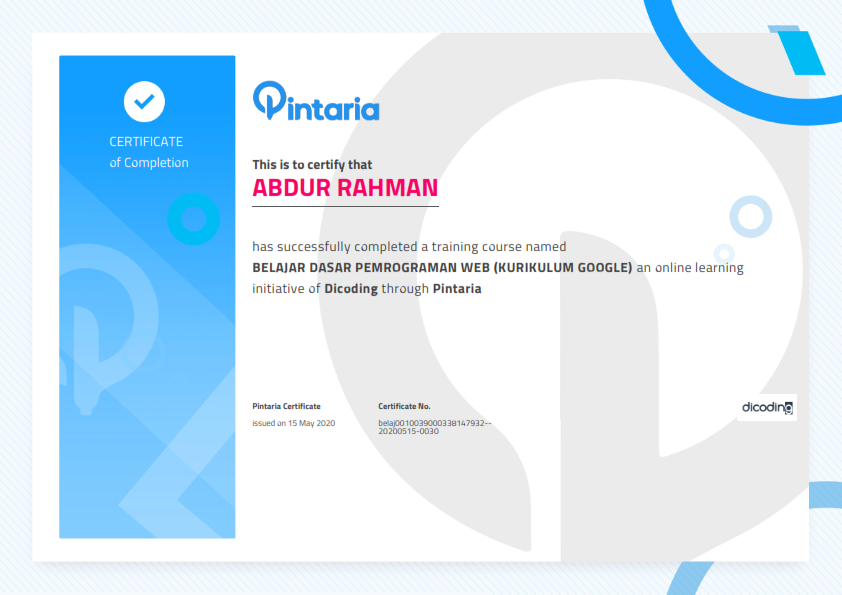 CERTIFICATE
of Completion
Pintaria
This is to certify that
ABDUR RAHMAN
has successfully completed a training course named
BELAJAR DASAR PEMROGRAMAN WEB (KURIKULUM GOOGLE) an online learning
initiative of Dicoding through Pintaria
Pintaria Certificate
issued on 15 May 2020
Certificate No.
belaj0010039000338147932--
20200515-0030
dicoding